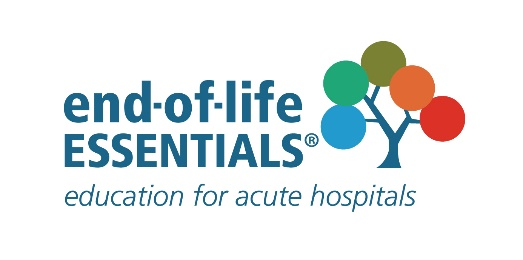 end-of-life
ESSENTIALS®
education for acute hospitals